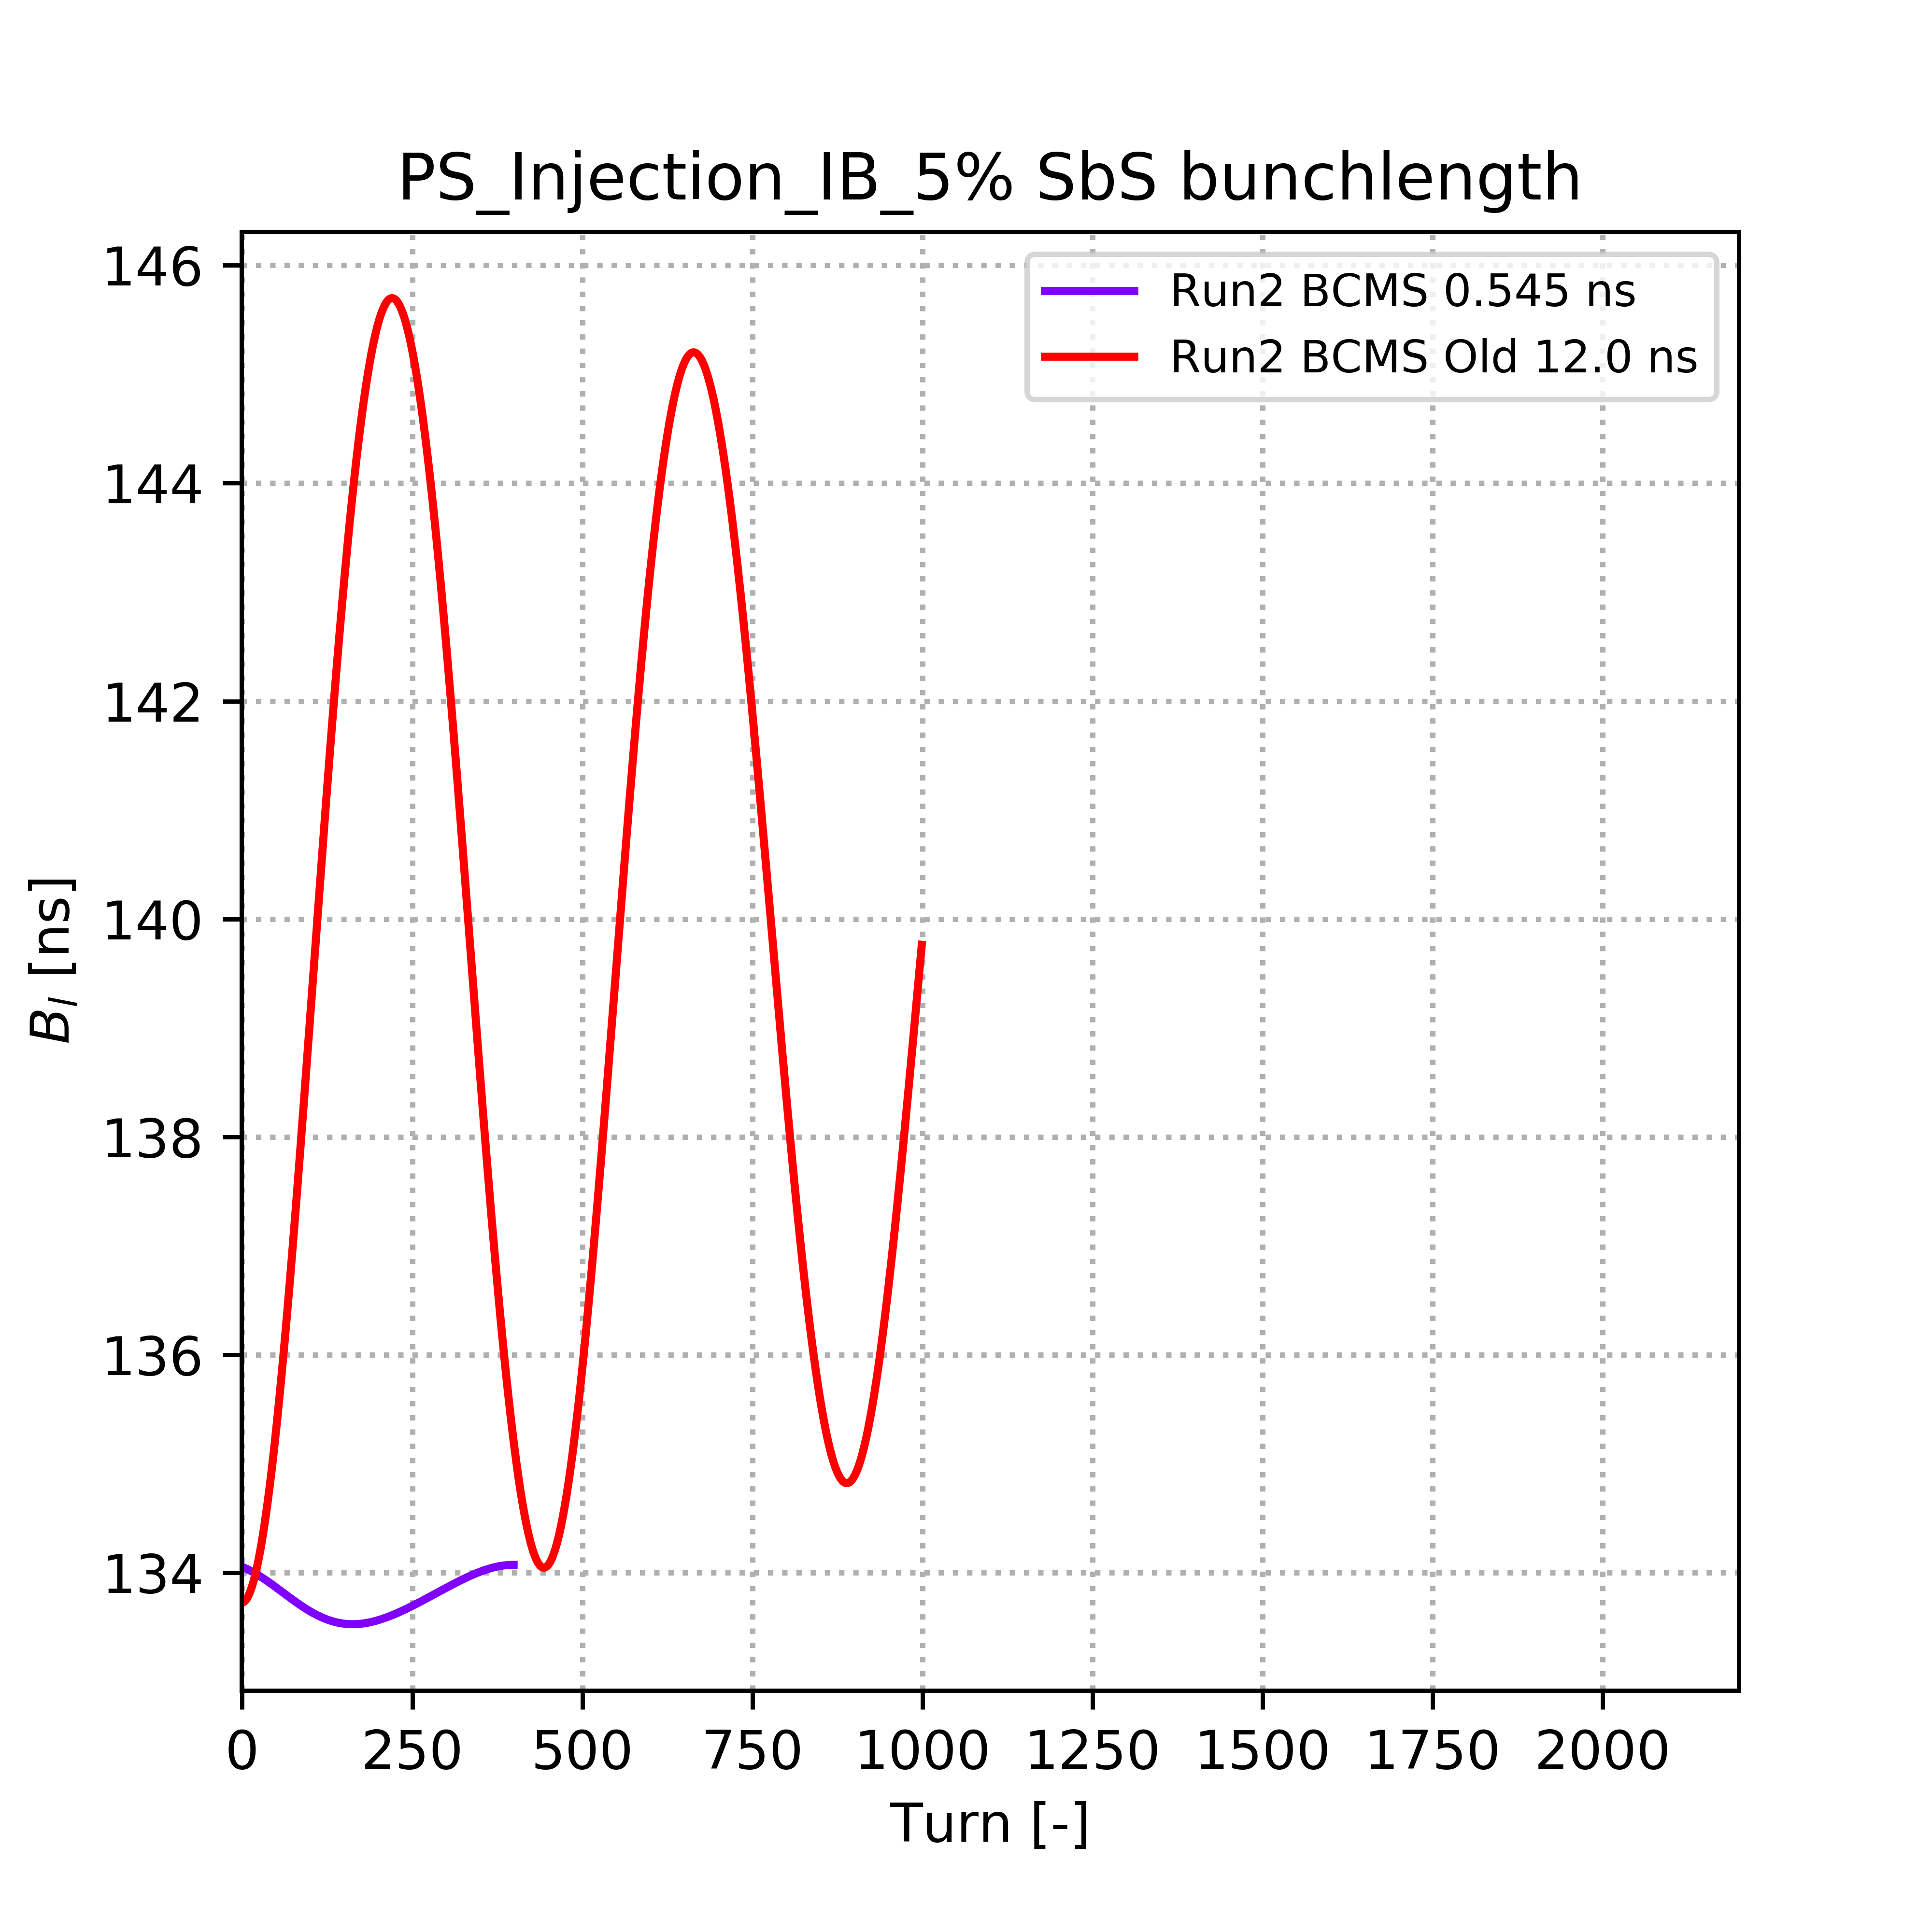 PS_Injection_IB_5% SbS bunchlength
Run2 BCMS 0.545 ns
Run2 BCMS Old 12.0 ns
146
144
142
140
138
136
134
B_l [ns]
0 250 500 750 1000 1250 1500 1750 2000
Turn [-]